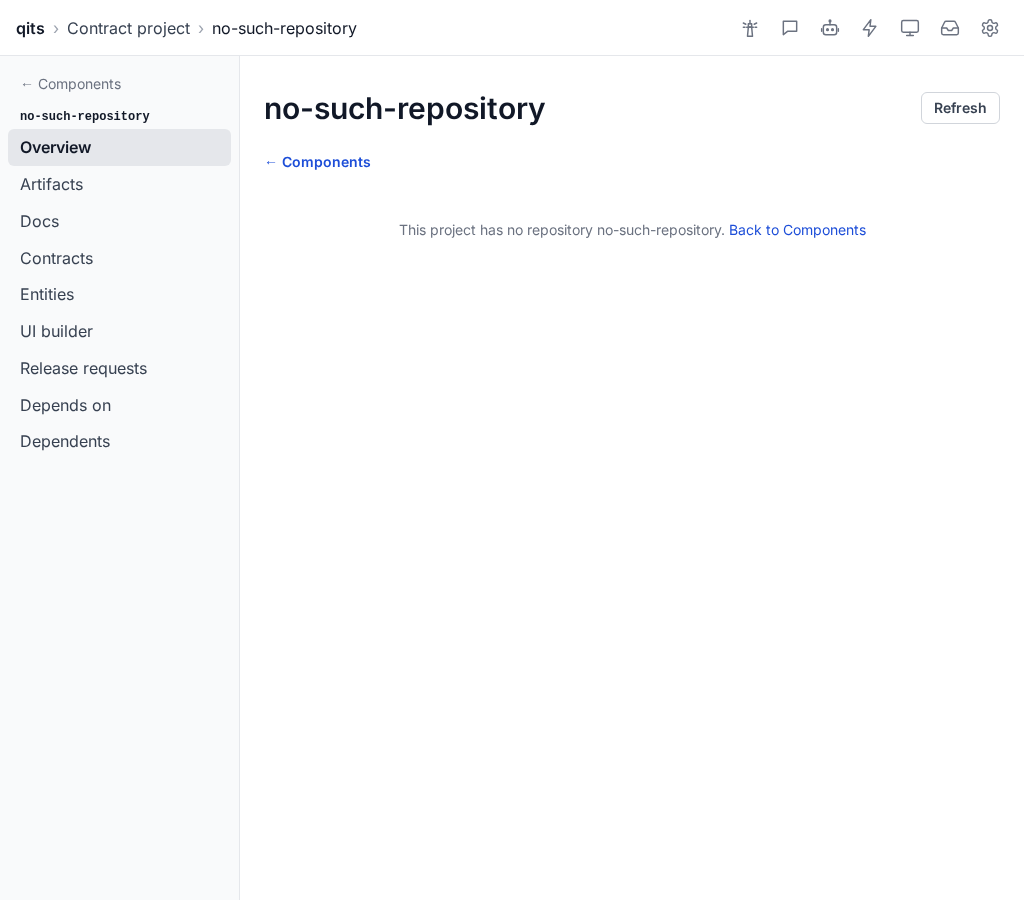 qits › Contract project › no-such-repository
← Components
no-such-repository
Overview
Artifacts
Docs
Contracts
Entities
UI builder
Release requests
Depends on
Dependents
no-such-repository
Refresh
← Components
This project has no repository no-such-repository. Back to Components